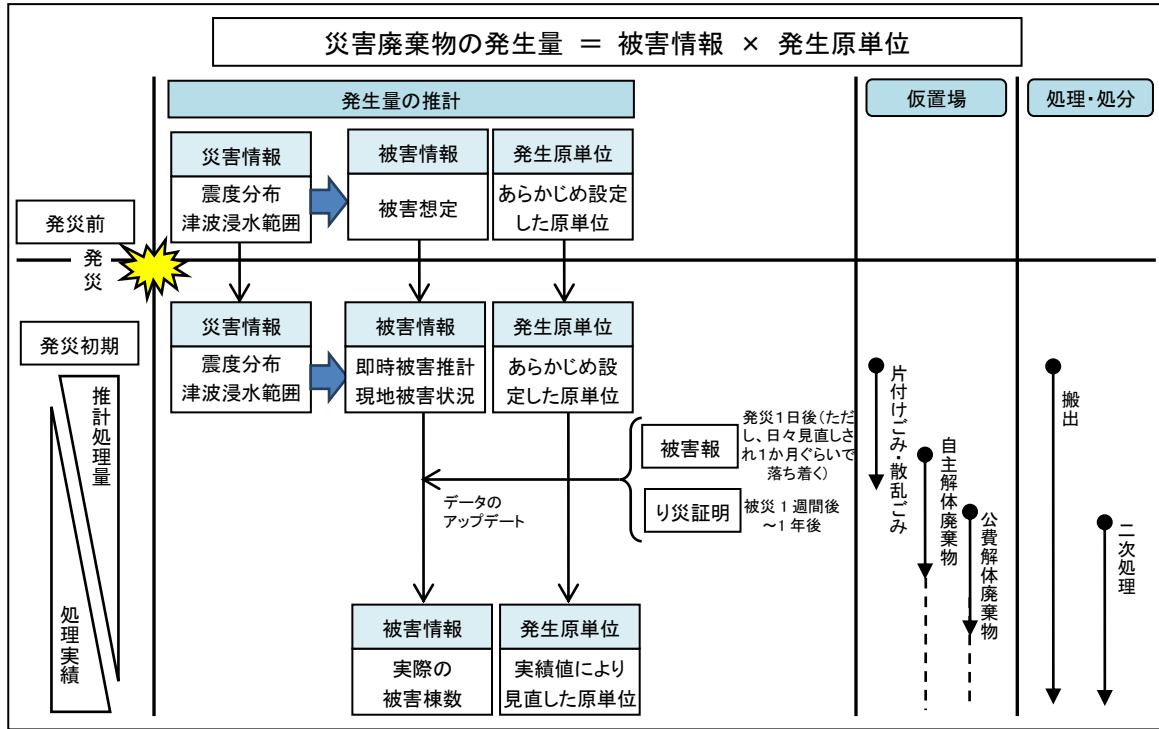 災害廃棄物の発生量 ＝ 被害情報 × 発生原単位
発生量の推計
仮置場
処理・処分
発災前
災害情報
震度分布
津波浸水範囲
被害情報
被害想定
発生原単位
あらかじめ設定
した原単位
発災
発災初期
災害情報
震度分布
津波浸水範囲
被害情報
即時被害推計
現地被害状況
発生原単位
あらかじめ設
定した原単位
推計処理量
処理実績
データの
アップデート
被害報
発災１日後（ただ
し、日々見直しさ
れ１か月ぐらいで
落ち着く）
り災証明
被災１週間後
～１年後
被害情報
実際の
被害棟数
発生原単位
実績値により
見直した原単位
片付けごみ・散乱ごみ
自主解体廃棄物
公費解体廃棄物
搬出
二次処理